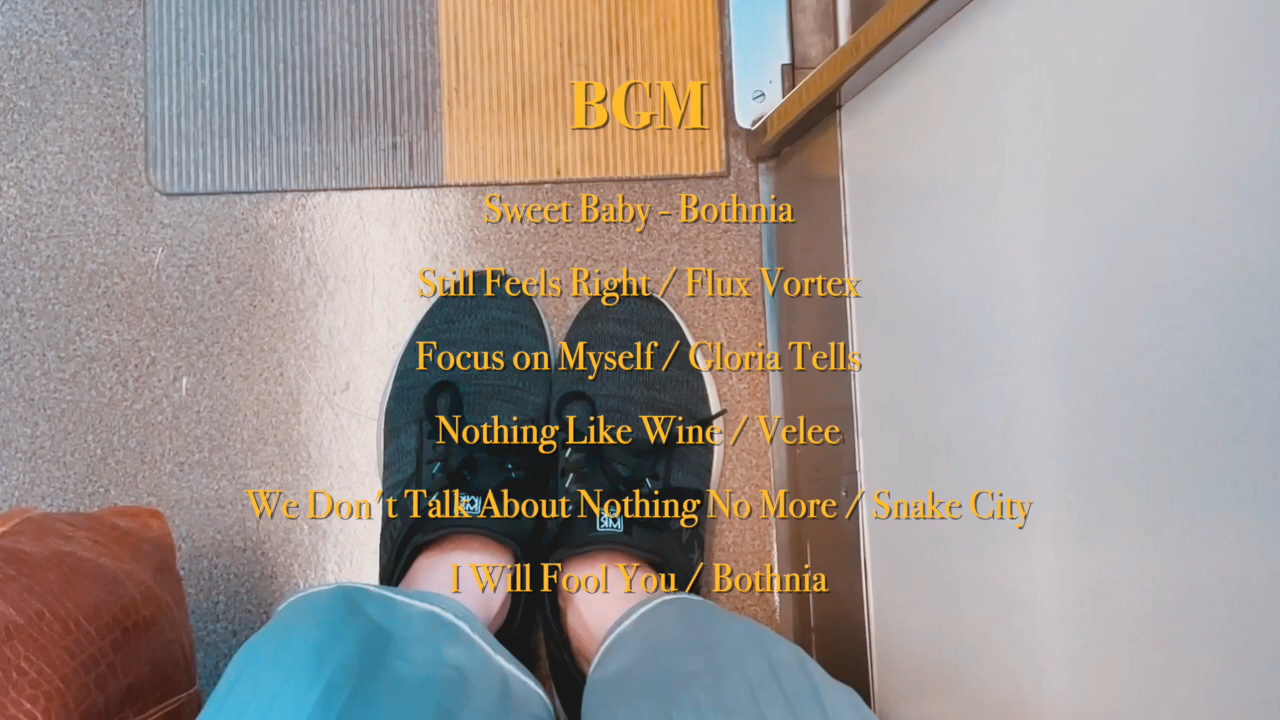 BGM
Sweet Baby - Bothnia
Still Feels Right / Flux Vortex
Focus on Myself / Gloria Tells
Nothing Like Wine / Velee
We Don't Talk About Nothing No More / Snake City
I Will Fool You / Bothnia